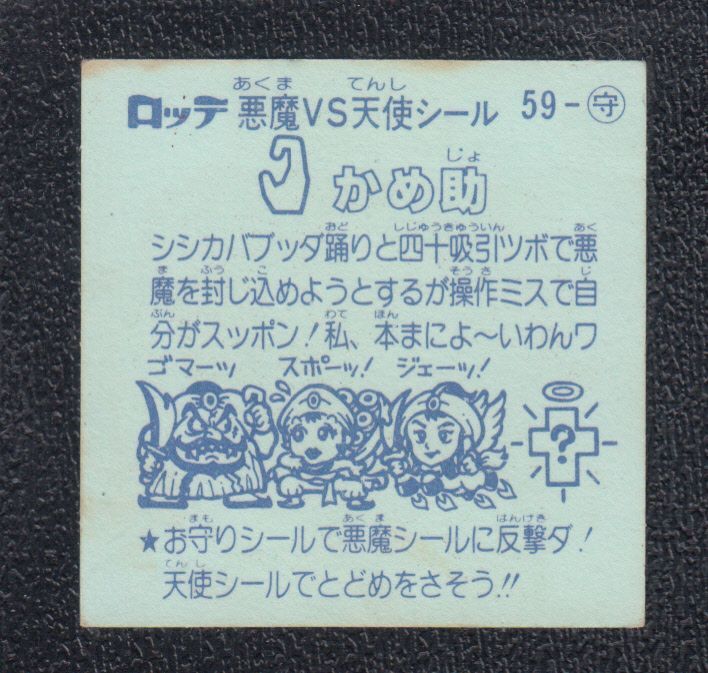 ロッテ 悪魔VS天使シール 59-守
あくま てんし
かめ助
じょ
シシカバブッダ踊りと四十吸引ツボで悪
おど しじゅうきゅういん あく
魔を封じ込めようとするが操作ミスで自
ま ふう こ そうさ じ
分がスッポン!私、本まによ〜いわんワ
ぶん わて ほん
ゴマーッ スポーッ! ジェーッ!
?
★お守りシールで悪魔シールに反撃ダ!
まも あくま はんげき
天使シールでとどめをさそう!!
てんし